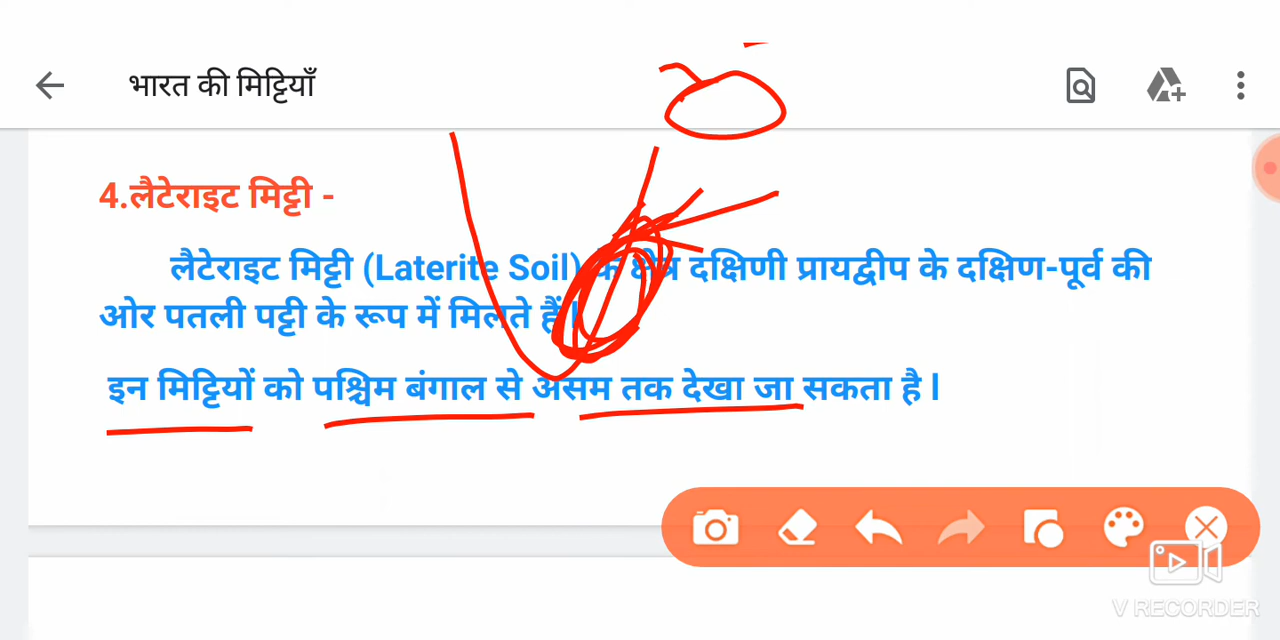 भारत की मिट्टियाँ
4.लैटेराइट मिट्टी -
लैटेराइट मिट्टी (Laterite Soil) के क्षेत्र दक्षिणी प्रायद्वीप के दक्षिण-पूर्व की
ओर पतली पट्टी के रूप में मिलते हैं l
इन मिट्टियों को पश्चिम बंगाल से असम तक देखा जा सकता है l
V RECORDER